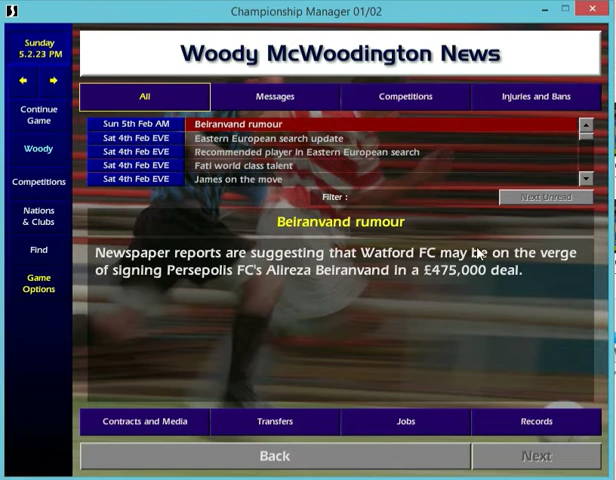 Championship Manager 01/02
Sunday
5.2.23 PM
Woody McWoodington News
All
Messages
Competitions
Injuries and Bans
Continue
Game
Woody
Competitions
Nations
& Clubs
Find
Game
Options
Sun 5th Feb AM Beiranvand rumour
Sat 4th Feb EVE Eastern European search update
Sat 4th Feb EVE Recommended player in Eastern European search
Sat 4th Feb EVE Fati world class talent
Sat 4th Feb EVE James on the move
Filter :
Next Unread
Beiranvand rumour
Newspaper reports are suggesting that Watford FC may be on the verge
of signing Persepolis FC's Alireza Beiranvand in a £475,000 deal.
Contracts and Media
Transfers
Jobs
Records
Back
Next